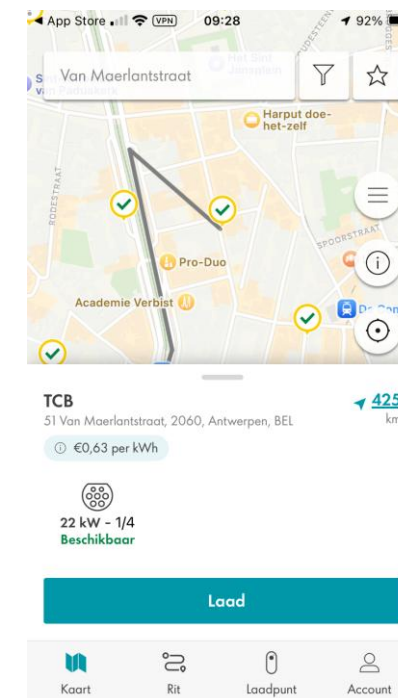 App Store VPN 09:28 92%
Van Maerlantstraat
Harput doe-
het-zelf
RODESTRAAT
SPOORSTRAAT
Pro-Duo
Academie Verbist
TCB
425
51 Van Maerlantstraat, 2060, Antwerpen, BEL
km
€0,63 per kWh
22 kW - 1/4
Beschikbaar
Laad
Kaart Rit Laadpunt Account